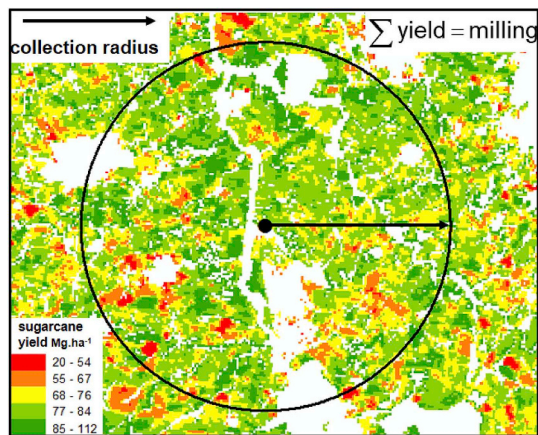 collection radius
∑ yield = milling
sugarcane
yield Mg.ha⁻¹
20 - 54
55 - 67
68 - 76
77 - 84
85 - 112